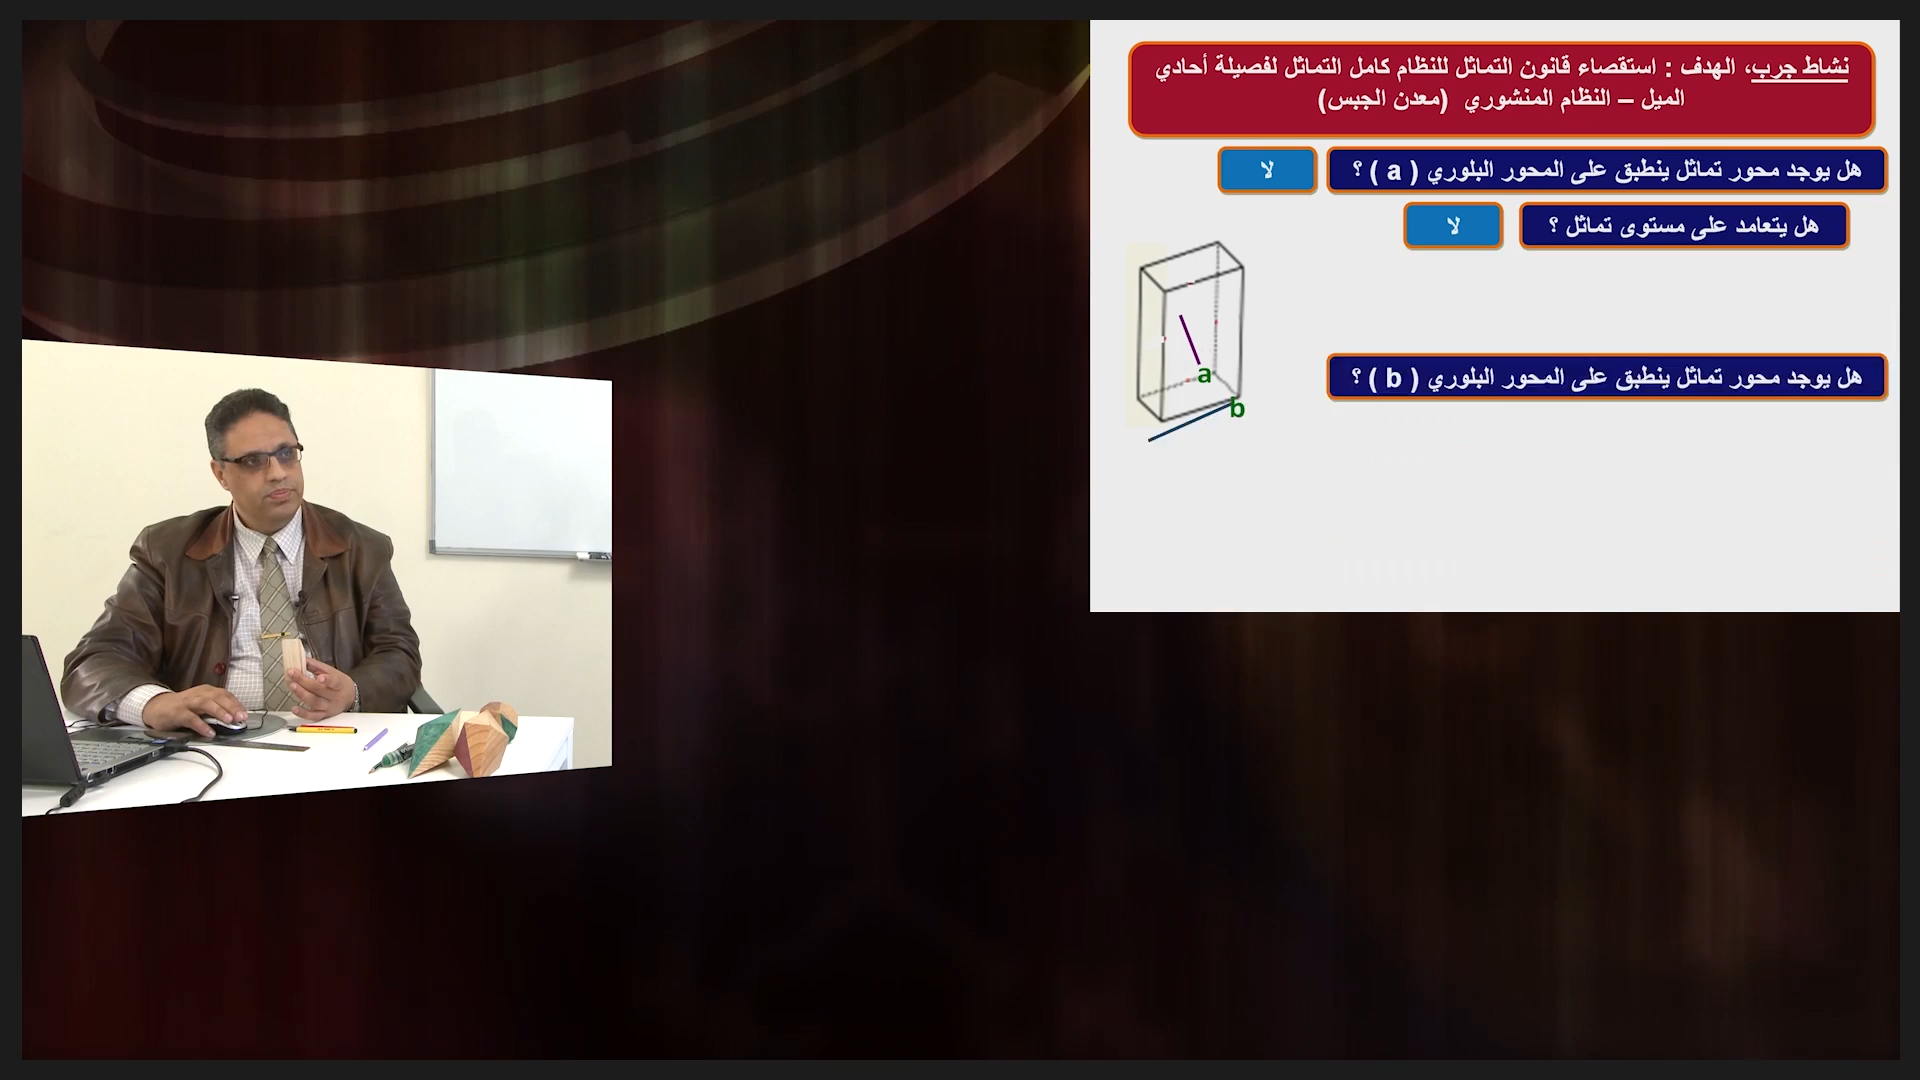 نشاط جرب، الهدف : استقصاء قانون التماثل للنظام كامل التماثل لفصيلة أحادي
الميل – النظام المنشوري (معدن الجبس)
هل يوجد محور تماثل ينطبق على المحور البلوري ( a ) ؟
لا
هل يتعامد على مستوى تماثل ؟
لا
a
هل يوجد محور تماثل ينطبق على المحور البلوري ( b ) ؟
b